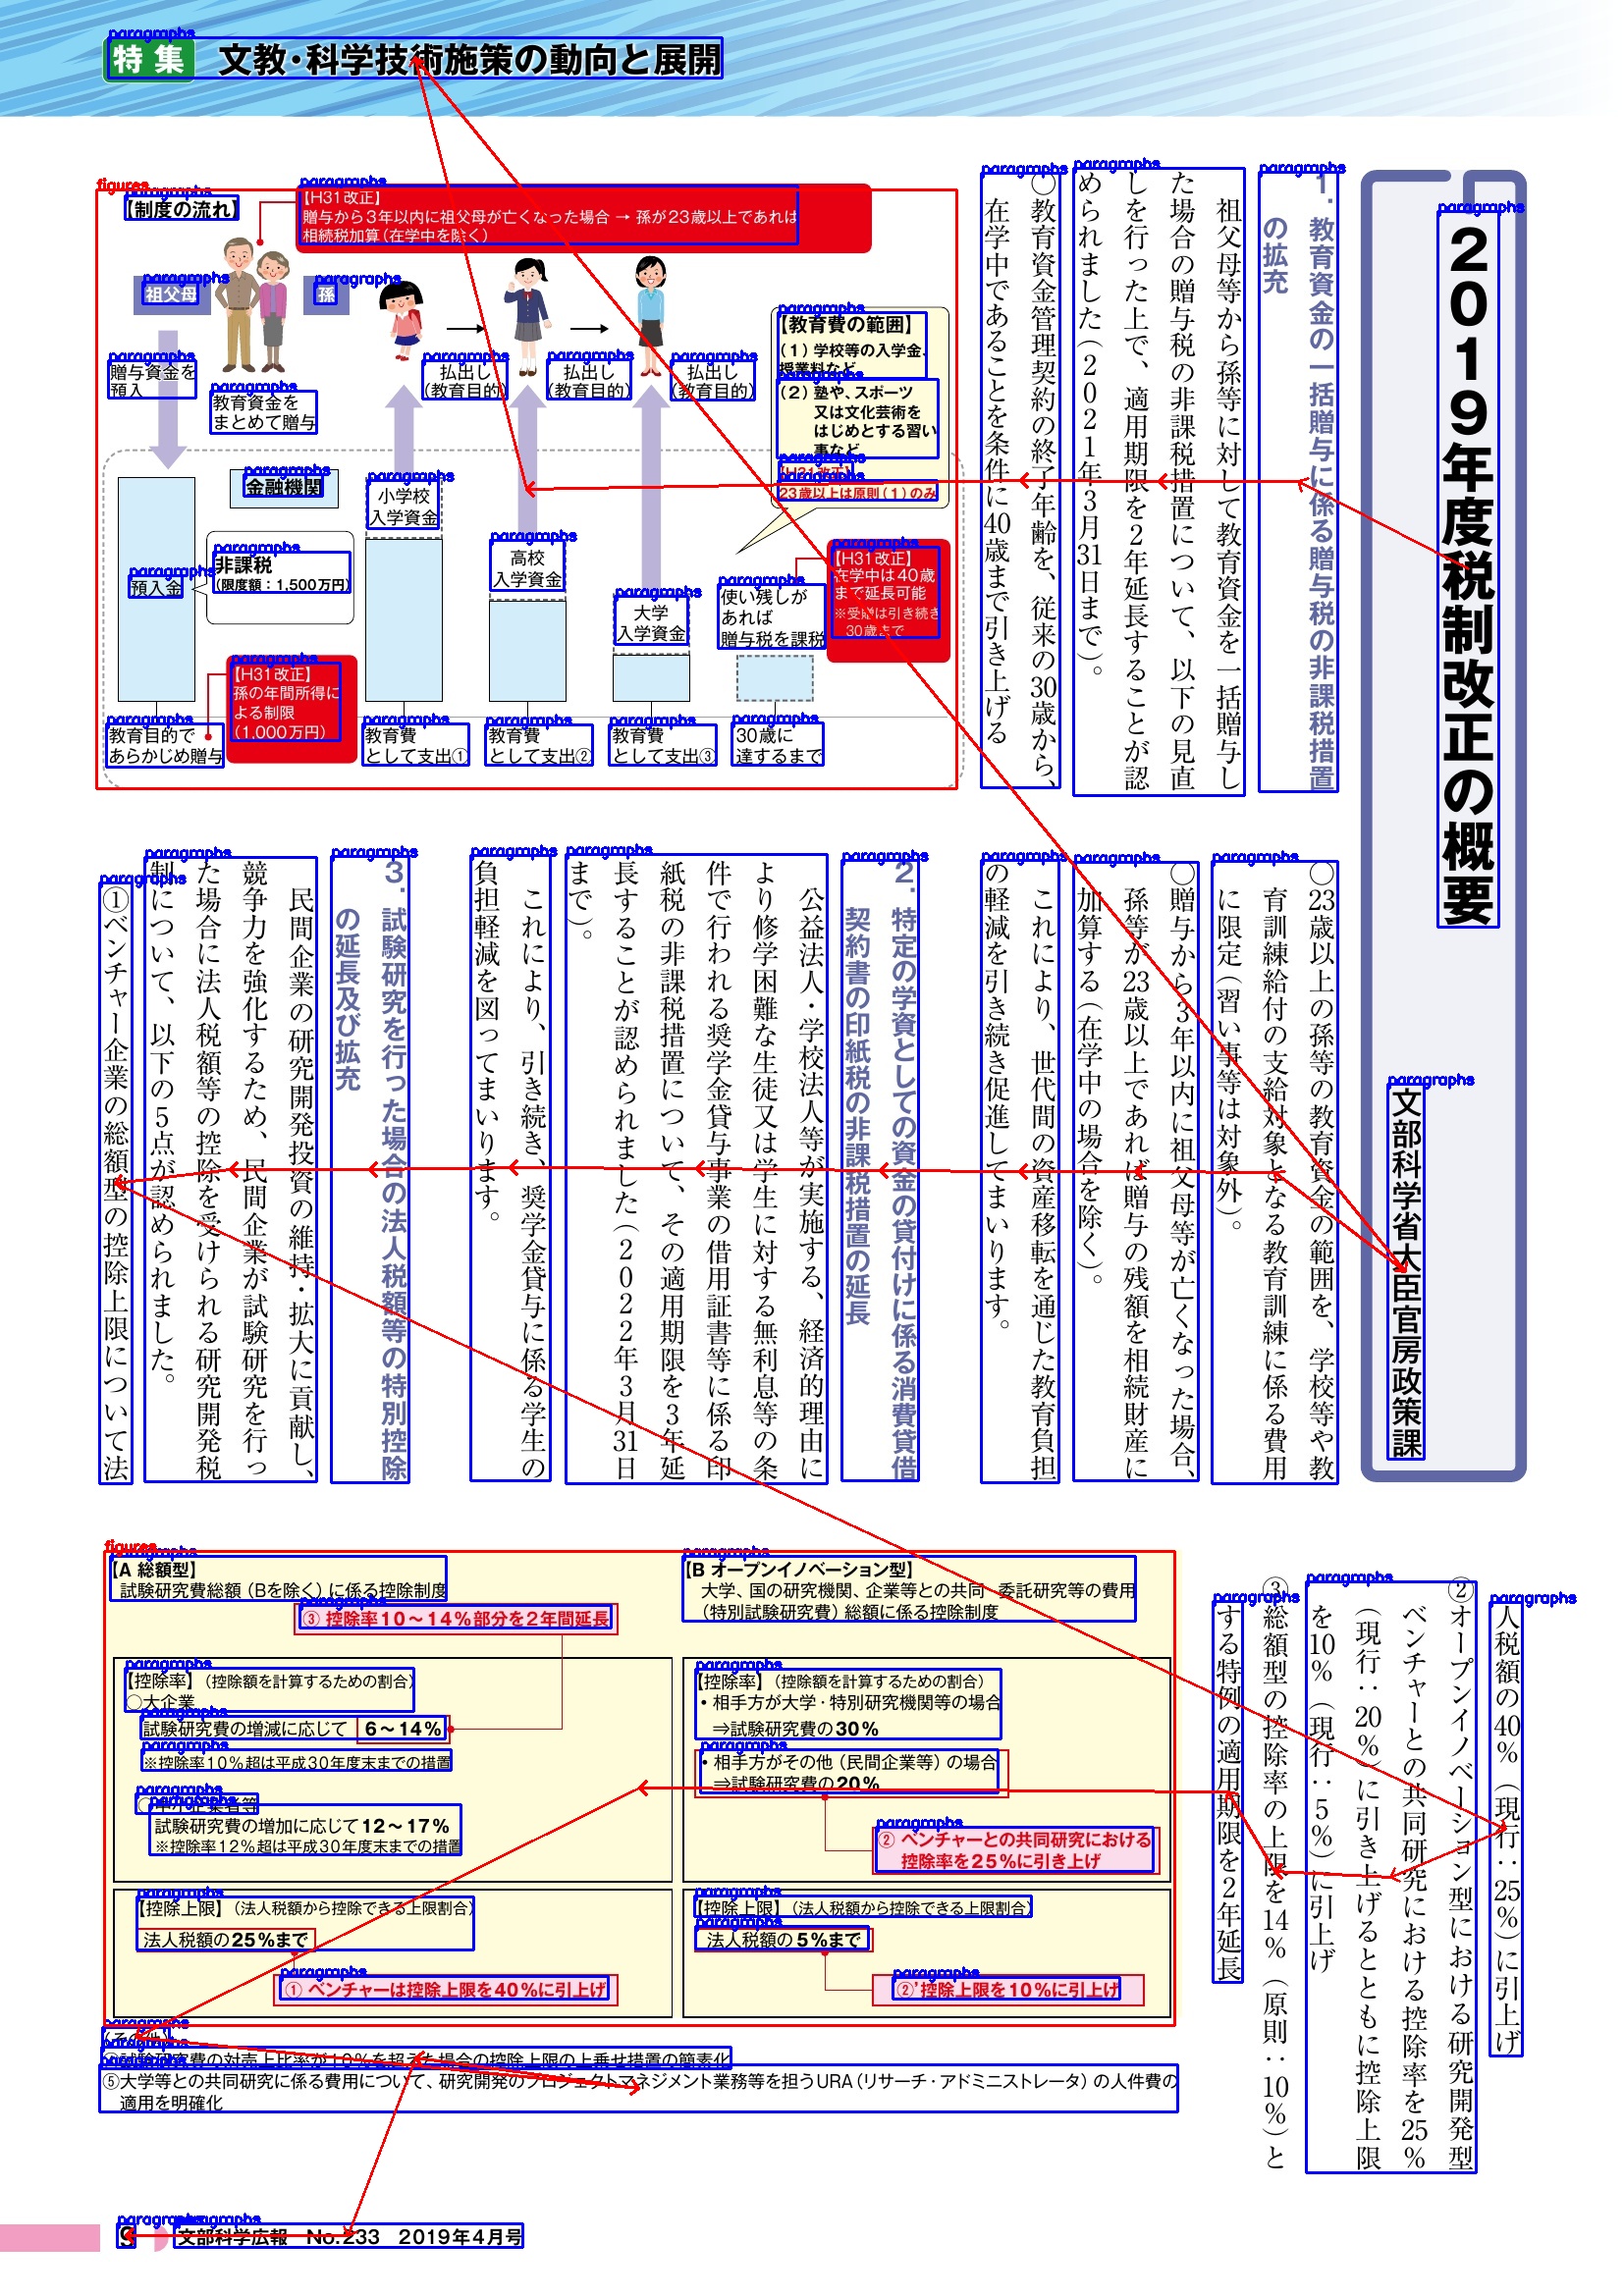 特集 文教・科学技術施策の動向と展開
2019年度税制改正の概要
文部科学省大臣官房政策課
1. 教育資金の一括贈与に係る贈与税の非課税措置
の拡充
祖父母等から孫等に対して教育資金を一括贈与し
た場合の贈与税の非課税措置について、以下の見直
しを行った上で、適用期限を2年延長することが認
められました(2021年3月31日まで)。
○教育資金管理契約の終了年齢を、従来の30歳から、
在学中であることを条件に40歳まで引き上げる
figures
【制度の流れ】
【H31改正】
贈与から3年以内に祖父母が亡くなった場合 → 孫が23歳以上であれば
相続税加算(在学中を除く)
祖父母
孫
贈与資金を
預入
教育資金を
まとめて贈与
払出し
(教育目的)
払出し
(教育目的)
払出し
(教育目的)
【教育費の範囲】
(1)学校等の入学金、
授業料など
(2)塾や、スポーツ
又は文化芸術を
はじめとする習い
事など
【H31改正】
23歳以上は原則(1)のみ
金融機関
預入金
非課税
(限度額:1,500万円)
小学校
入学資金
高校
入学資金
大学
入学資金
使い残しが
あれば
贈与税を課税
【H31改正】
在学中は40歳
まで延長可能
※受贈は引き続き
30歳まで
【H31改正】
孫の年間所得に
よる制限
(1,000万円)
教育目的で
あらかじめ贈与
教育費
として支出①
教育費
として支出②
教育費
として支出③
30歳に
達するまで
○23歳以上の孫等の教育資金の範囲を、学校等や教
育訓練給付の支給対象となる教育訓練に係る費用
に限定(習い事等は対象外)。
○贈与から3年以内に祖父母等が亡くなった場合、
孫等が23歳以上であれば贈与の残額を相続財産に
加算する(在学中の場合を除く)。
これにより、世代間の資産移転を通じた教育負担
の軽減を引き続き促進してまいります。
2. 特定の学資としての資金の貸付けに係る消費貸借
契約書の印紙税の非課税措置の延長
公益法人・学校法人等が実施する、経済的理由に
より修学困難な生徒又は学生に対する無利息等の条
件で行われる奨学金貸与事業の借用証書等に係る印
紙税の非課税措置について、その適用期限を3年延
長することが認められました(2022年3月31日
まで)。
これにより、引き続き、奨学金貸与に係る学生の
負担軽減を図ってまいります。
3. 試験研究を行った場合の法人税額等の特別控除
の延長及び拡充
民間企業の研究開発投資の維持・拡大に貢献し、
競争力を強化するため、民間企業が試験研究を行っ
た場合に法人税額等の控除を受けられる研究開発税
制について、以下の5点が認められました。
①ベンチャー企業の総額型の控除上限について法
人税額の40%(現行:25%)に引上げ
②オープンイノベーション型における研究開発型
ベンチャーとの共同研究における控除率を25%
(現行:20%)に引き上げるとともに控除上限
を10%(現行:5%)に引上げ
③総額型の控除率の上限を14%(原則:10%)と
する特例の適用期限を2年延長
figures
【A 総額型】
試験研究費総額(Bを除く)に係る控除制度
③ 控除率10〜14%部分を2年間延長
【控除率】(控除額を計算するための割合)
○大企業
試験研究費の増減に応じて 6〜14%
※控除率10%超は平成30年度末までの措置
○中小企業者等
試験研究費の増加に応じて12〜17%
※控除率12%超は平成30年度末までの措置
【控除上限】(法人税額から控除できる上限割合)
法人税額の25%まで
① ベンチャーは控除上限を40%に引上げ
【B オープンイノベーション型】
大学、国の研究機関、企業等との共同・委託研究等の費用
(特別試験研究費)総額に係る控除制度
【控除率】(控除額を計算するための割合)
・相手方が大学・特別研究機関等の場合
⇒試験研究費の30%
・相手方がその他(民間企業等)の場合
⇒試験研究費の20%
② ベンチャーとの共同研究における
控除率を25%に引き上げ
【控除上限】(法人税額から控除できる上限割合)
法人税額の5%まで
②'控除上限を10%に引上げ
(その他)
④試験研究費の対売上比率が10%を超えた場合の控除上限の上乗せ措置の簡素化
⑤大学等との共同研究に係る費用について、研究開発のプロジェクトマネジメント業務等を担うURA(リサーチ・アドミニストレータ)の人件費の
適用を明確化
9 文部科学広報 No.233 2019年4月号